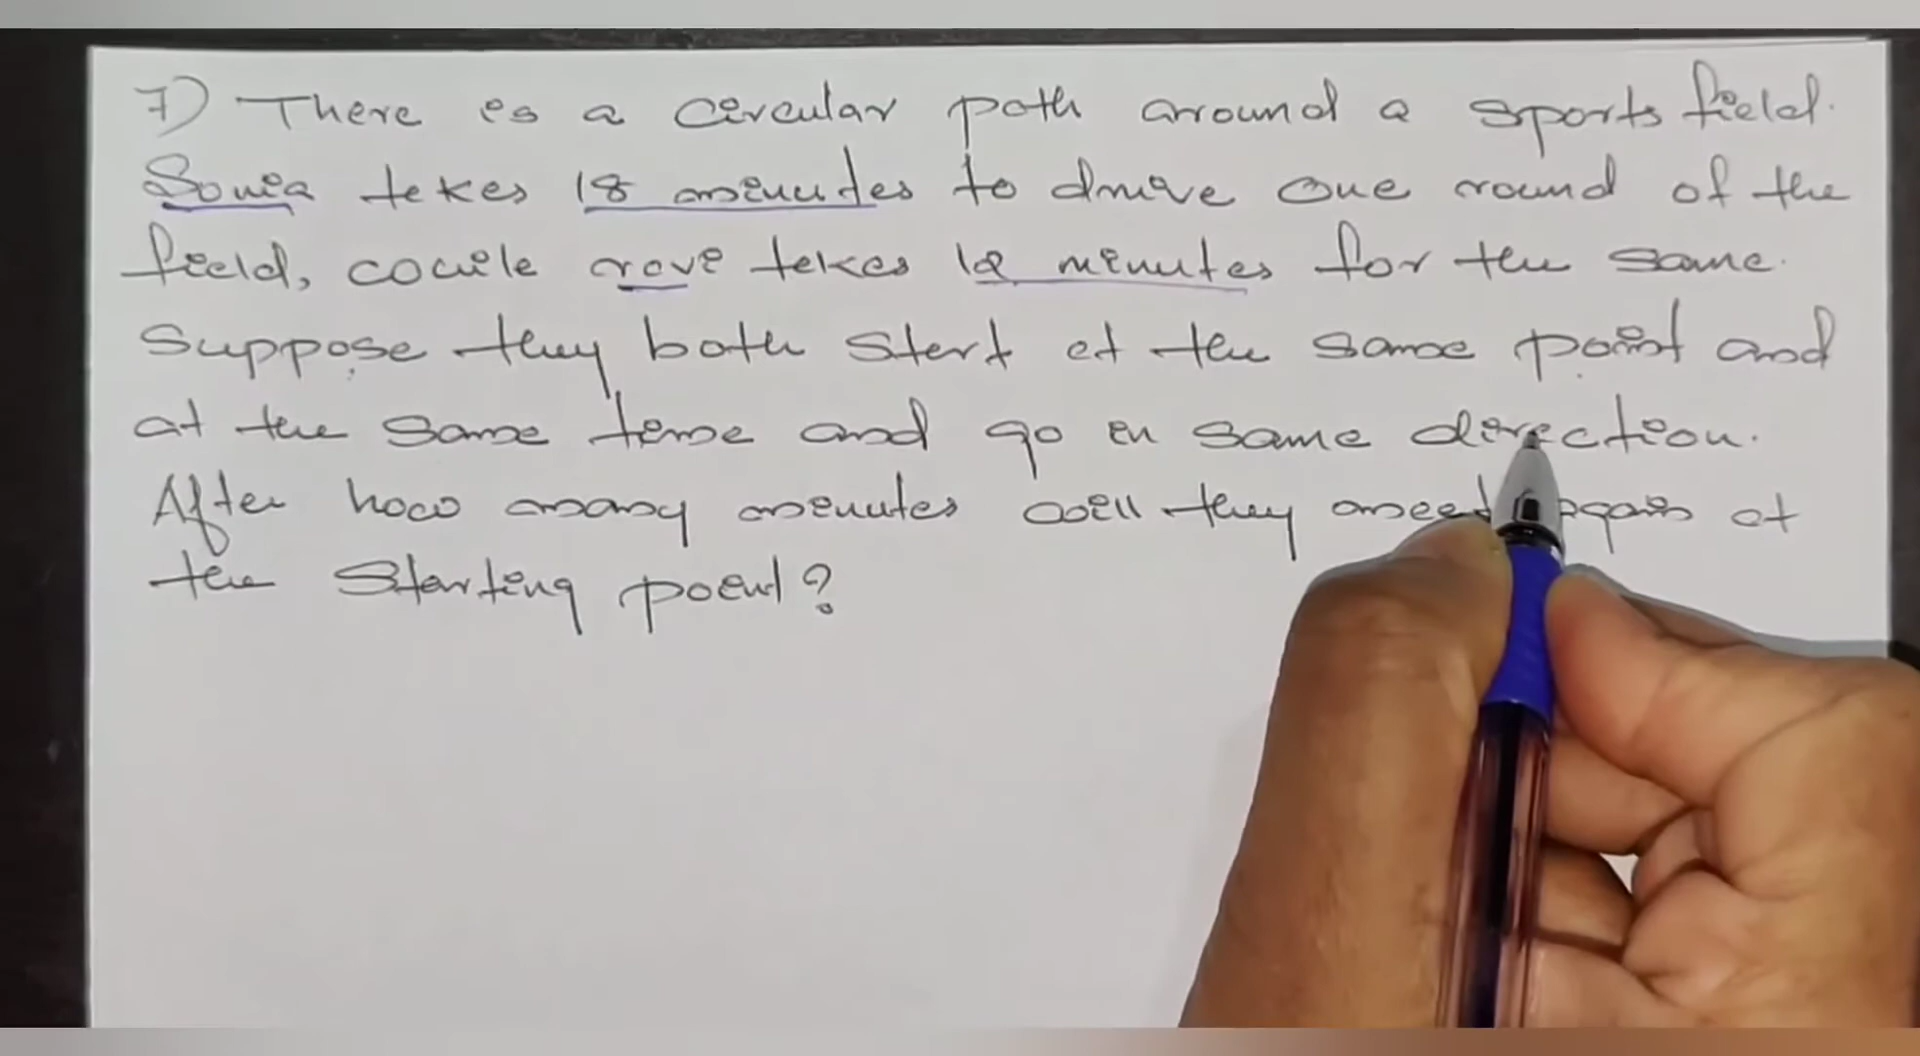 7) There is a circular path around a sports field.
Sonia takes 18 minutes to drive one round of the
field, while ravi takes 12 minutes for the same.
Suppose they both start at the same point and
at the same time and go in same direction.
After how many minutes will they meet again at
the starting point?